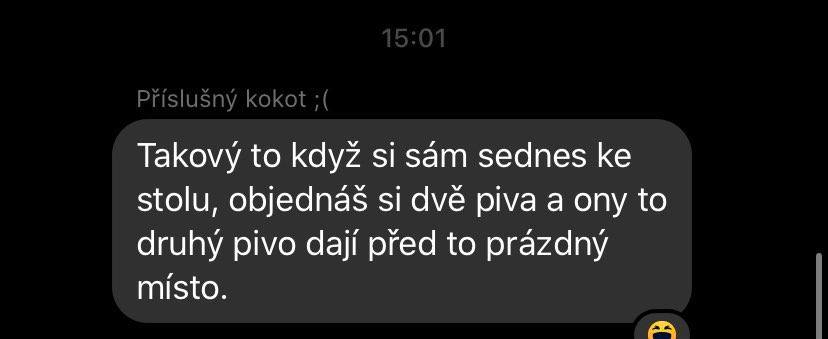 15:01
Příslušný kokot ;(
Takový to když si sám sednes ke
stolu, objednáš si dvě piva a ony to
druhý pivo dají před to prázdný
místo.